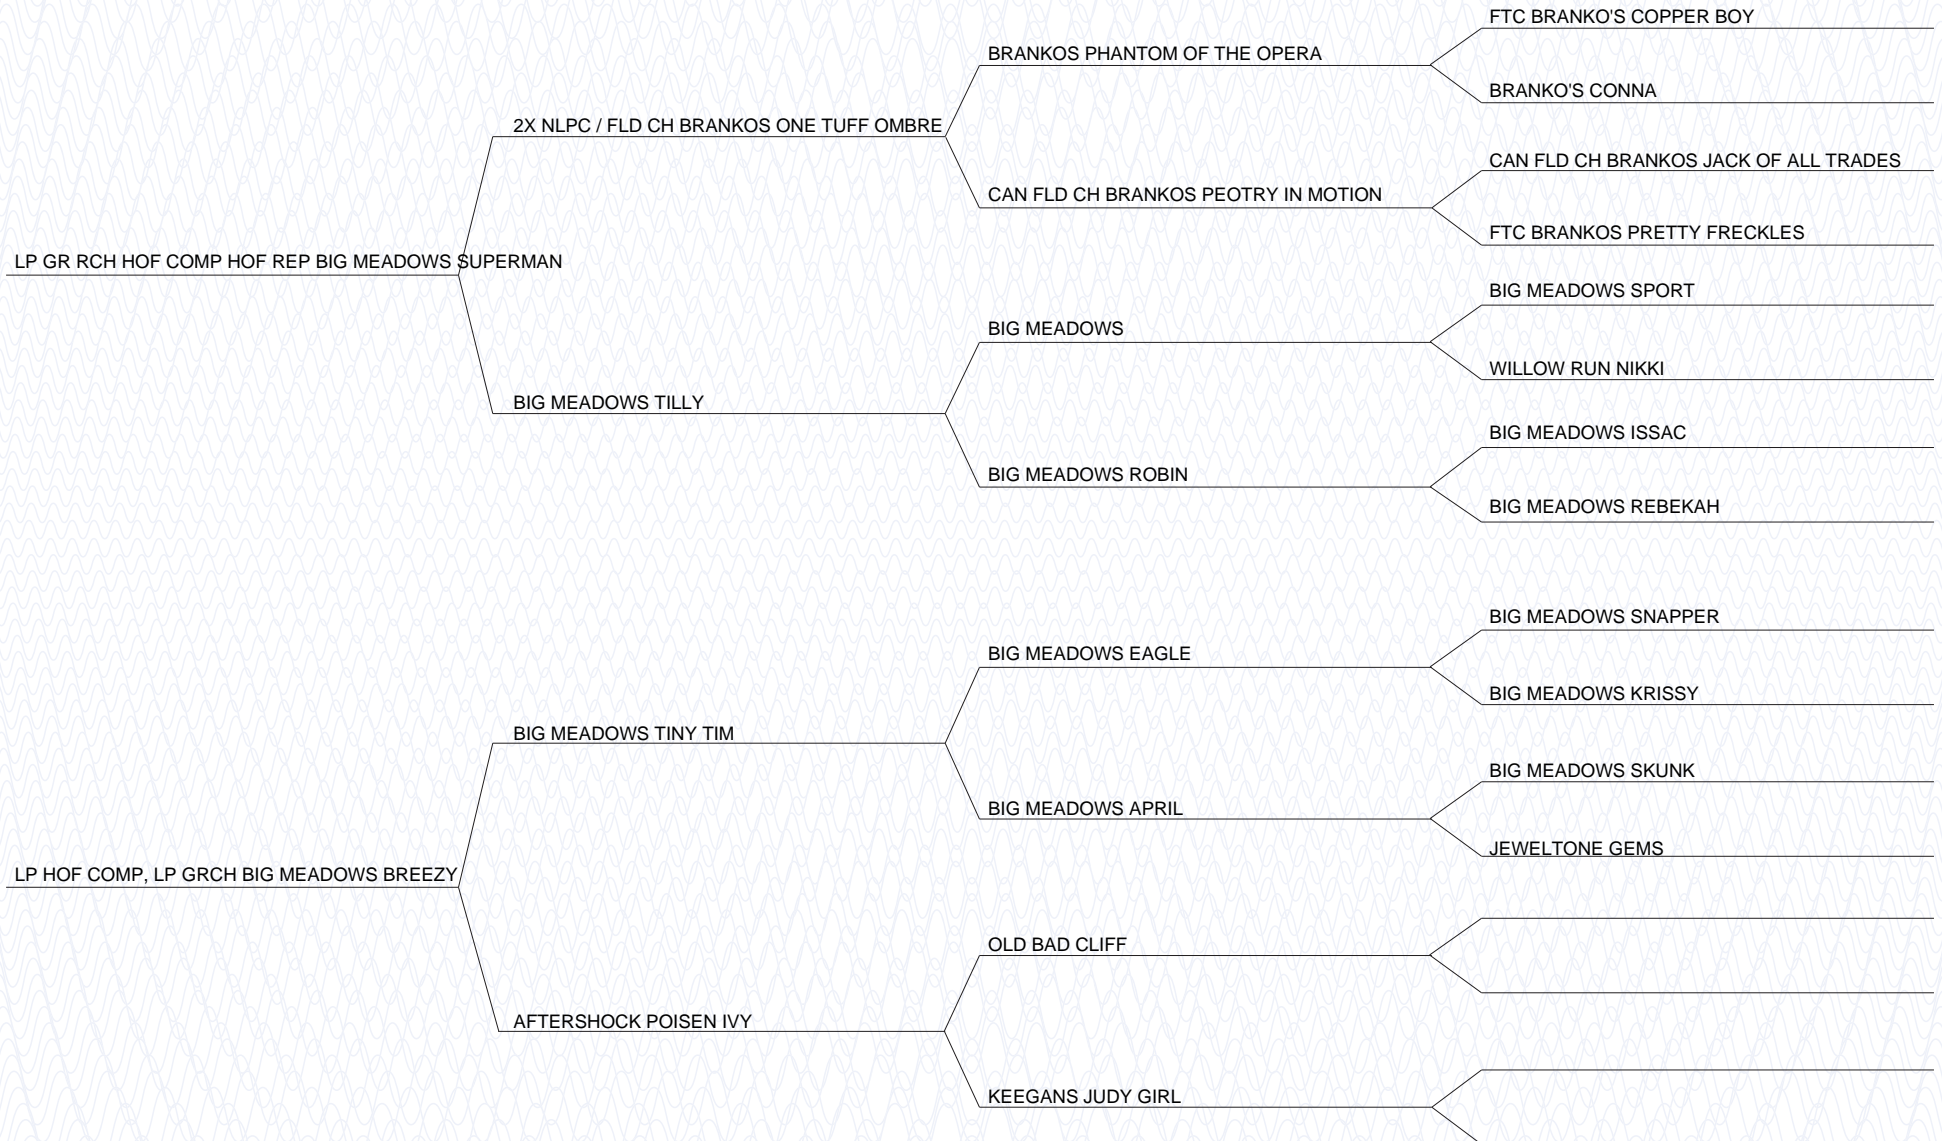 FTC BRANKO'S COPPER BOY
BRANKOS PHANTOM OF THE OPERA
BRANKO'S CONNA
2X NLPC / FLD CH BRANKOS ONE TUFF OMBRE
CAN FLD CH BRANKOS JACK OF ALL TRADES
CAN FLD CH BRANKOS PEOTRY IN MOTION
FTC BRANKOS PRETTY FRECKLES
LP GR RCH HOF COMP HOF REP BIG MEADOWS SUPERMAN
BIG MEADOWS SPORT
BIG MEADOWS
WILLOW RUN NIKKI
BIG MEADOWS TILLY
BIG MEADOWS ISSAC
BIG MEADOWS ROBIN
BIG MEADOWS REBEKAH
BIG MEADOWS SNAPPER
BIG MEADOWS EAGLE
BIG MEADOWS KRISSY
BIG MEADOWS TINY TIM
BIG MEADOWS SKUNK
BIG MEADOWS APRIL
JEWELTONE GEMS
LP HOF COMP, LP GRCH BIG MEADOWS BREEZY
OLD BAD CLIFF
AFTERSHOCK POISEN IVY
KEEGANS JUDY GIRL